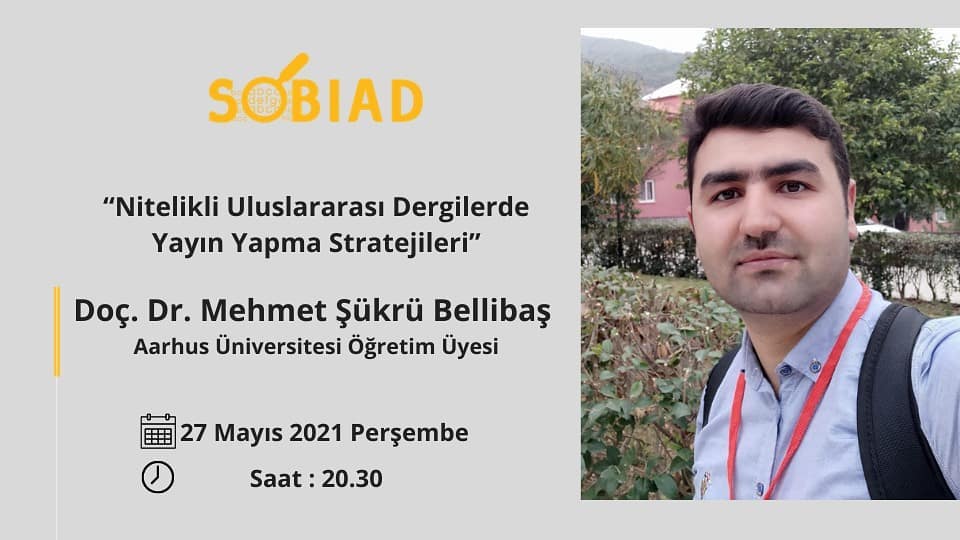 SOBIAD
“Nitelikli Uluslararası Dergilerde
Yayın Yapma Stratejileri”
Doç. Dr. Mehmet Şükrü Bellibaş
Aarhus Üniversitesi Öğretim Üyesi
27 Mayıs 2021 Perşembe
Saat : 20.30